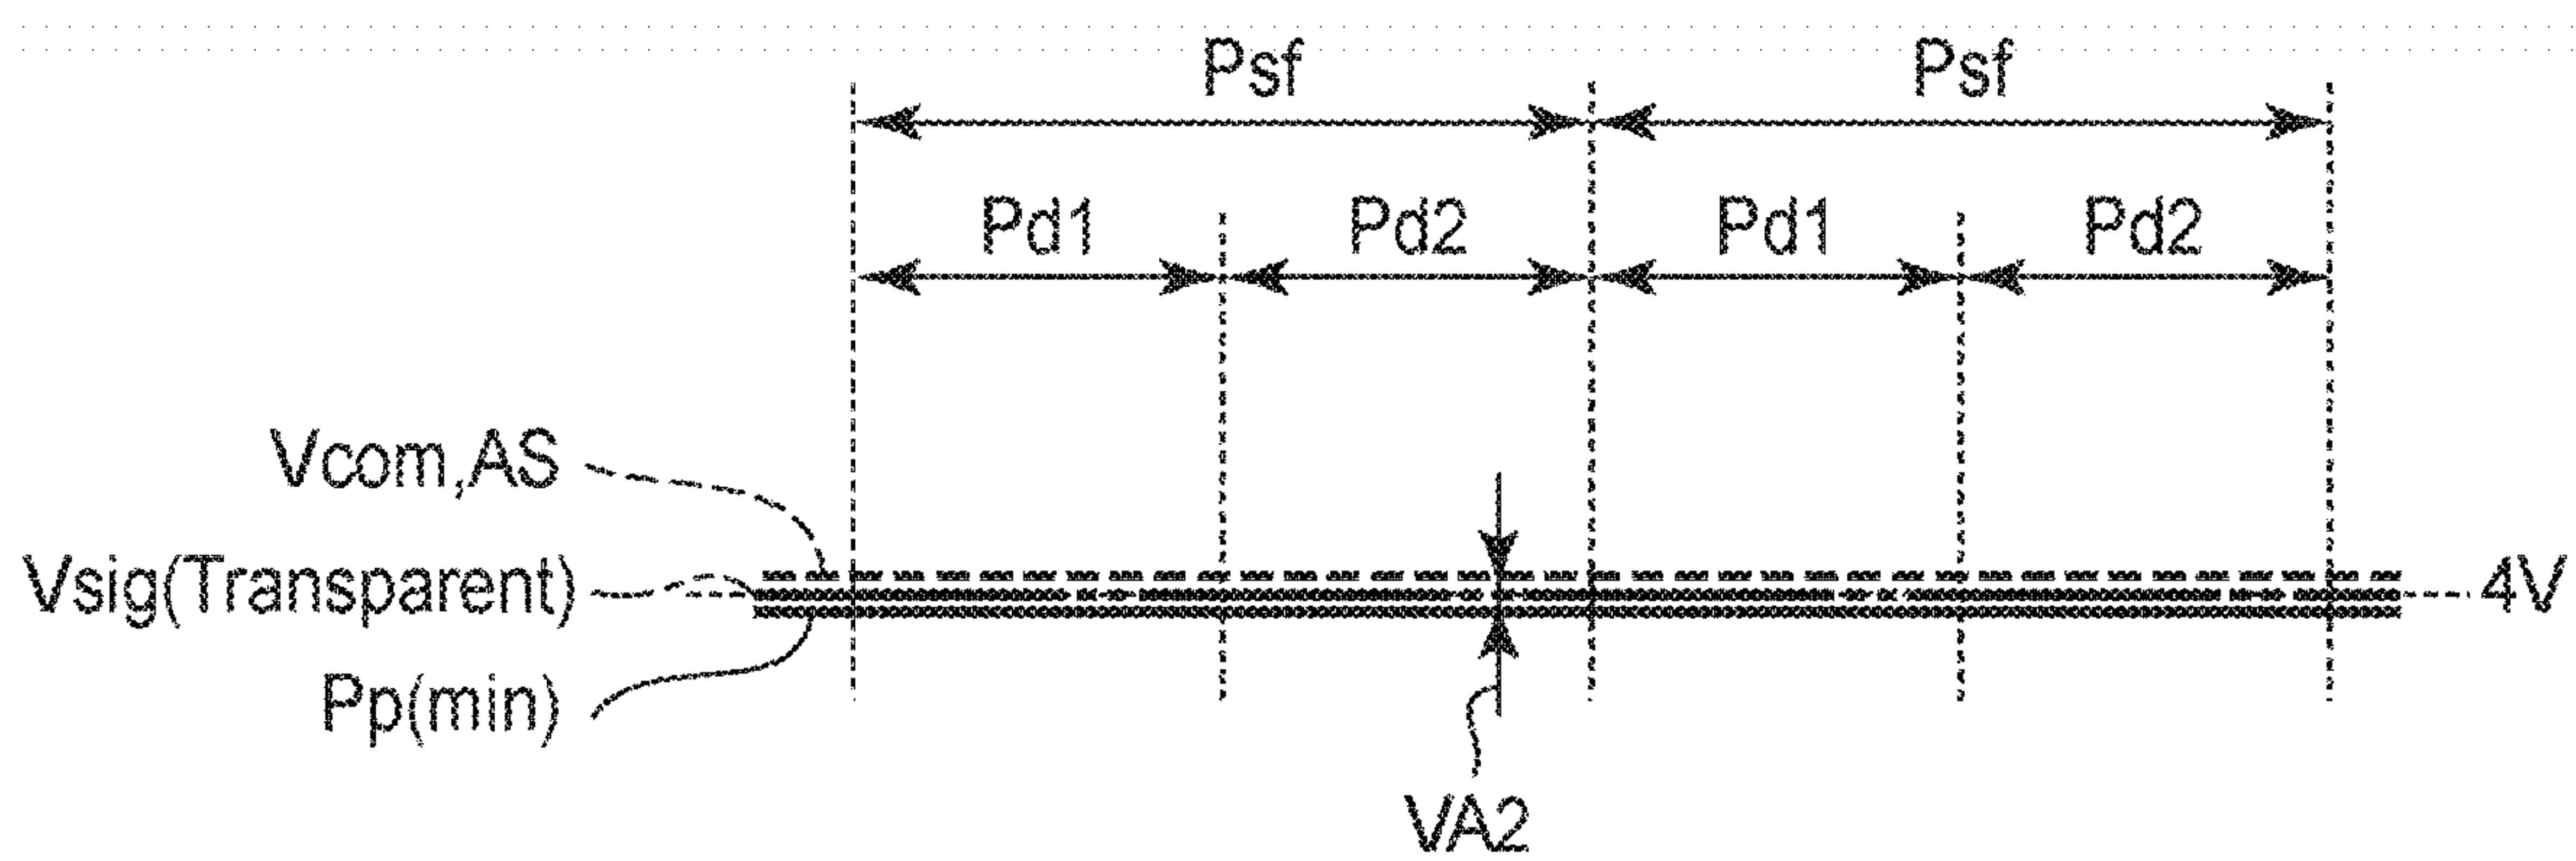 Psf Psf
Pd1 Pd2 Pd1 Pd2
Vcom,AS
Vsig(Transparent) 4V
Pp(min)
VA2